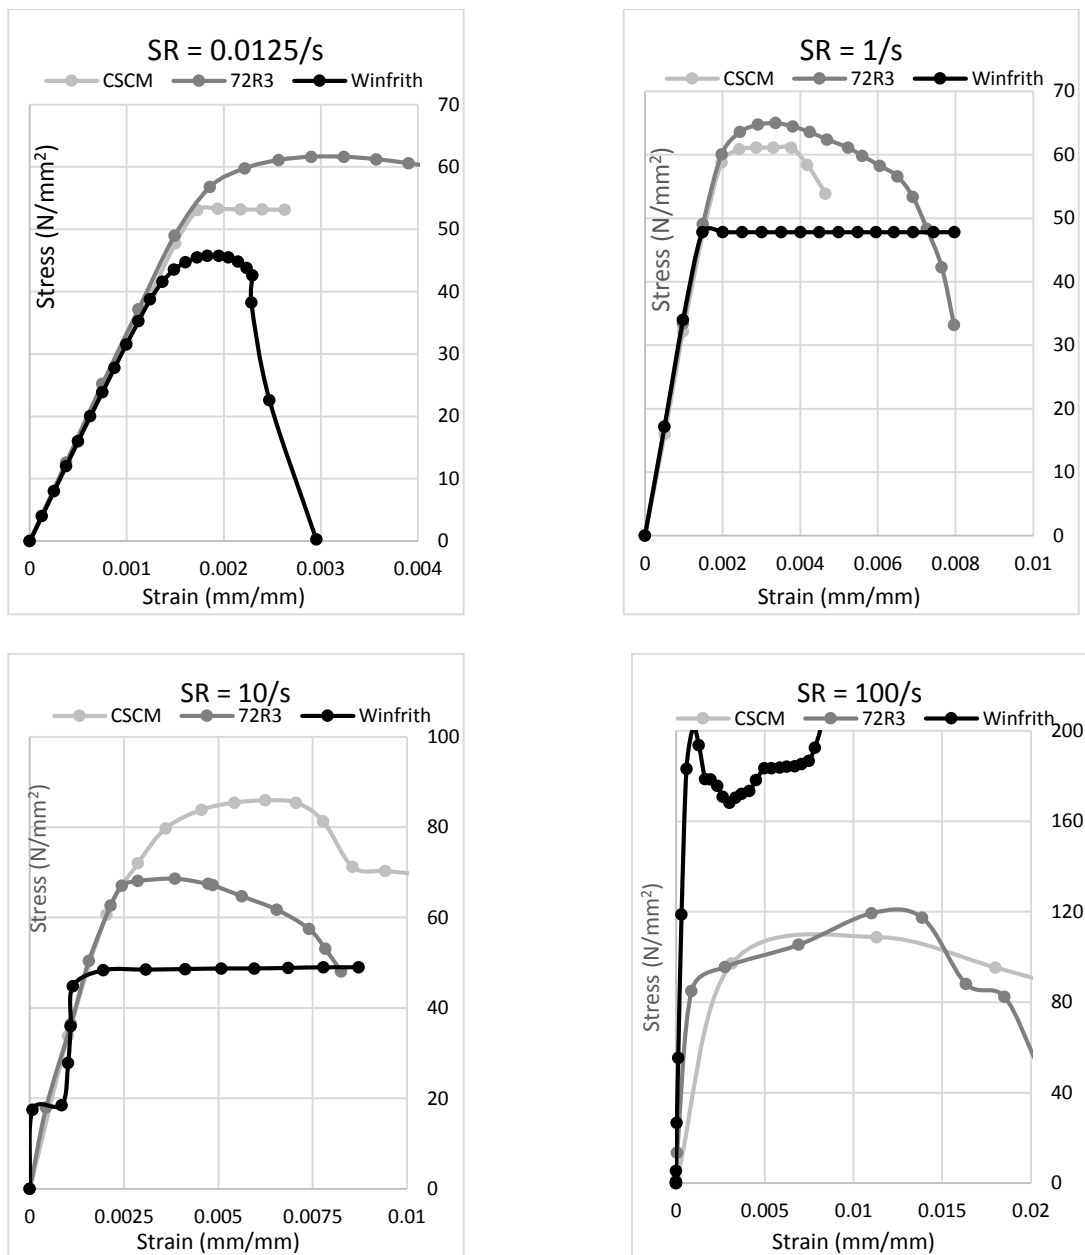 SR = 0.0125/s
CSCM 72R3 Winfrith
70
60
50
40
30
20
10
0
Stress (N/mm²)
0 0.001 0.002 0.003 0.004
Strain (mm/mm)
SR = 1/s
CSCM 72R3 Winfrith
70
60
50
40
30
20
10
0
Stress (N/mm²)
0 0.002 0.004 0.006 0.008 0.01
Strain (mm/mm)
SR = 10/s
CSCM 72R3 Winfrith
100
80
60
40
20
0
Stress (N/mm²)
0 0.0025 0.005 0.0075 0.01
Strain (mm/mm)
SR = 100/s
CSCM 72R3 Winfrith
200
160
120
80
40
0
Stress (N/mm²)
0 0.005 0.01 0.015 0.02
Strain (mm/mm)